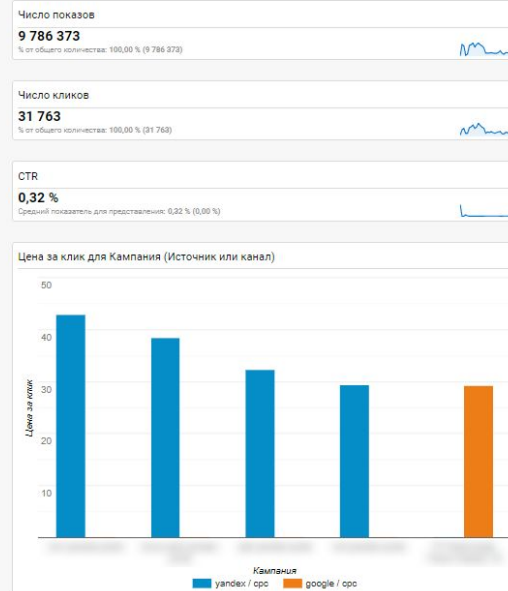 Число показов
9 786 373
% от общего количества: 100,00 % (9 786 373)
Число кликов
31 763
% от общего количества: 100,00 % (31 763)
CTR
0,32 %
Средний показатель для представления: 0,32 % (0,00 %)
Цена за клик для Кампания (Источник или канал)
50
40
30
20
10
Цена за клик
Кампания
yandex / cpc
google / cpc